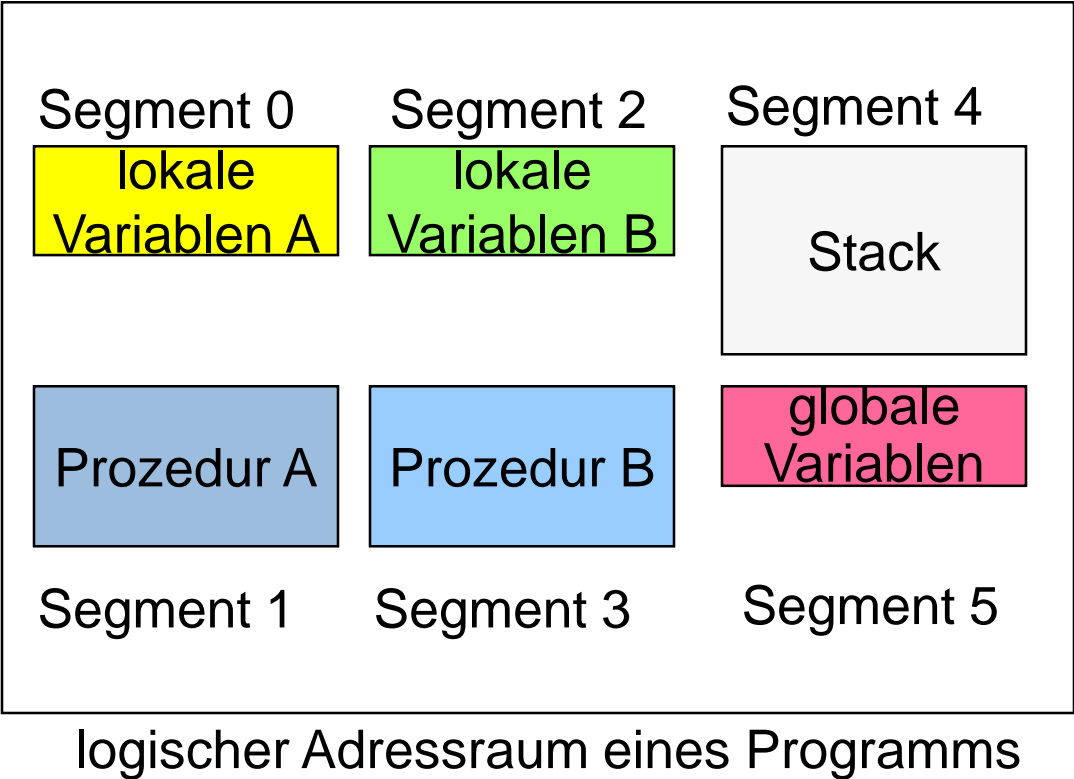 Segment 0
lokale
Variablen A
Segment 2
lokale
Variablen B
Segment 4
Stack
Prozedur A
Segment 1
Prozedur B
Segment 3
globale
Variablen
Segment 5
logischer Adressraum eines Programms